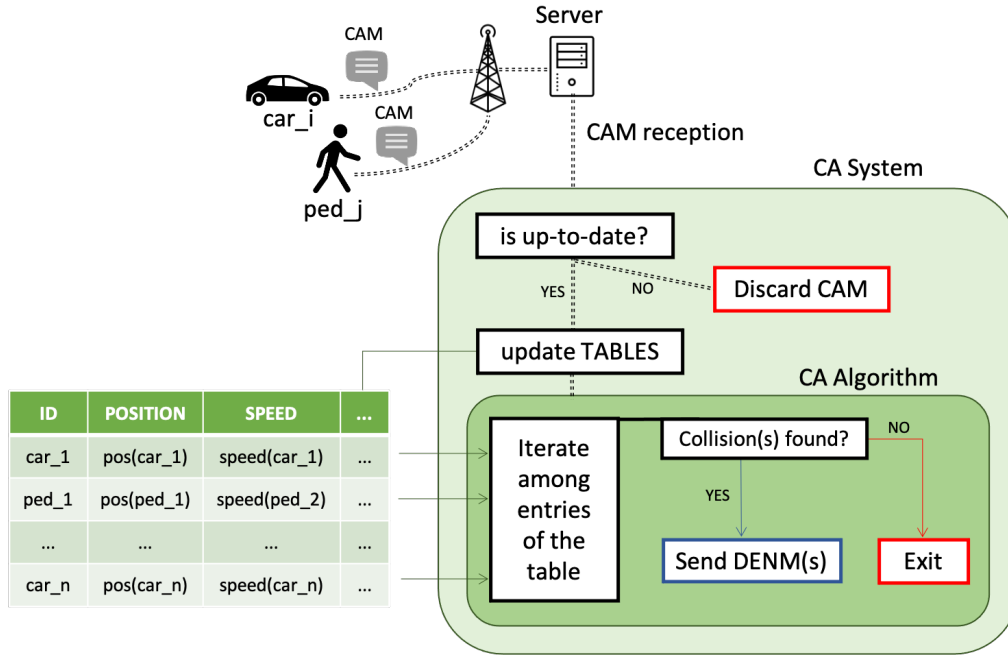 Server
CAM
car_i
CAM
ped_j
CAM reception
CA System
is up-to-date?
YES
NO
Discard CAM
update TABLES
CA Algorithm
ID POSITION SPEED ...
car_1 pos(car_1) speed(car_1) ...
ped_1 pos(ped_1) speed(ped_2) ...
... ... ... ...
car_n pos(car_n) speed(car_n) ...
Iterate
among
entries
of the
table
Collision(s) found?
NO
YES
Send DENM(s)
Exit